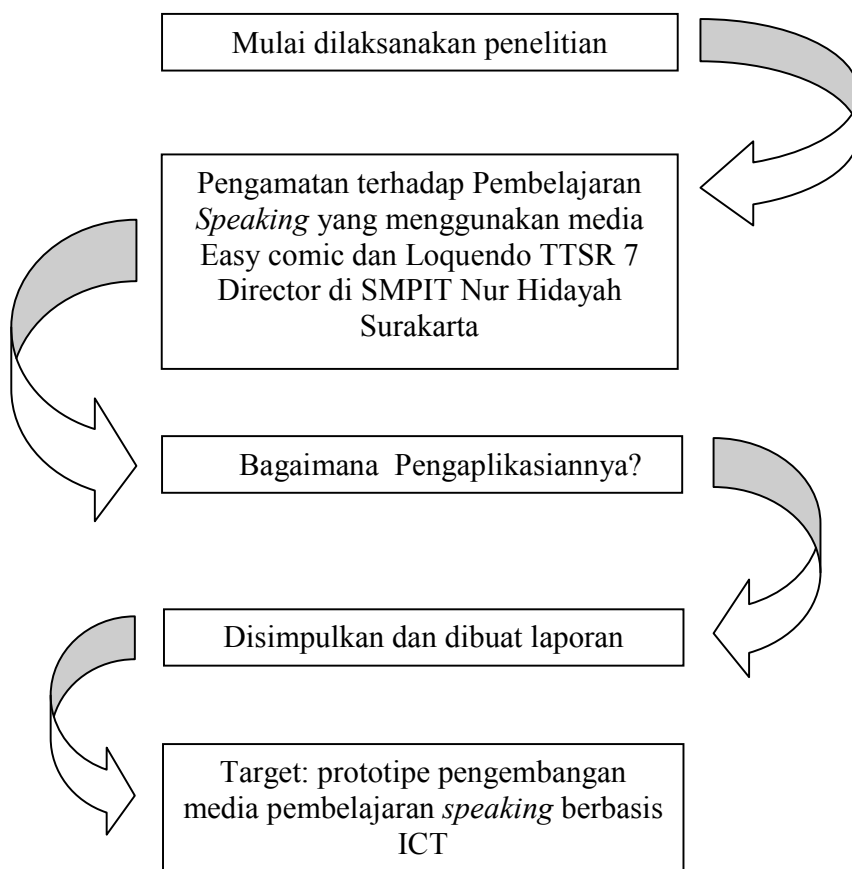 Mulai dilaksanakan penelitian
Pengamatan terhadap Pembelajaran
Speaking yang menggunakan media
Easy comic dan Loquendo TTSR 7
Director di SMPIT Nur Hidayah
Surakarta
Bagaimana Pengaplikasiannya?
Disimpulkan dan dibuat laporan
Target: prototipe pengembangan
media pembelajaran speaking berbasis
ICT